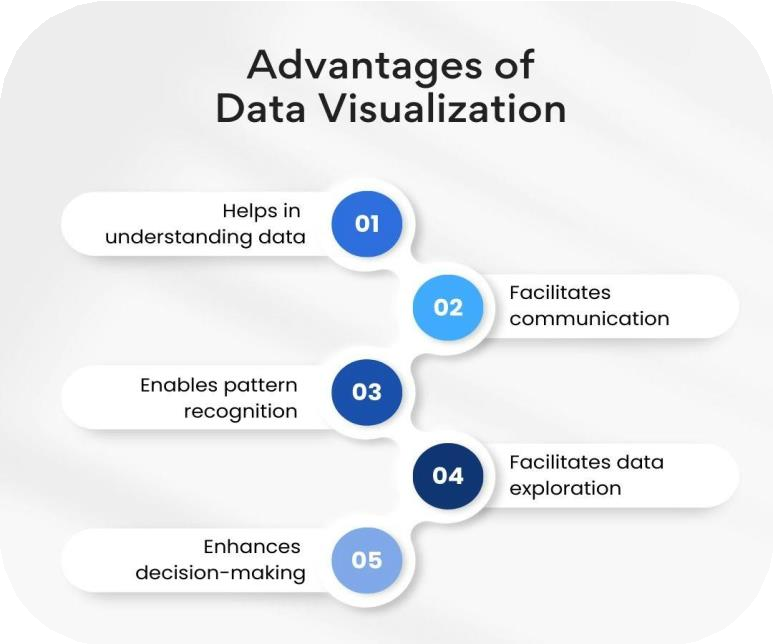 Advantages of
Data Visualization
01
Helps in
understanding data
02
Facilitates
communication
03
Enables pattern
recognition
04
Facilitates data
exploration
05
Enhances
decision-making